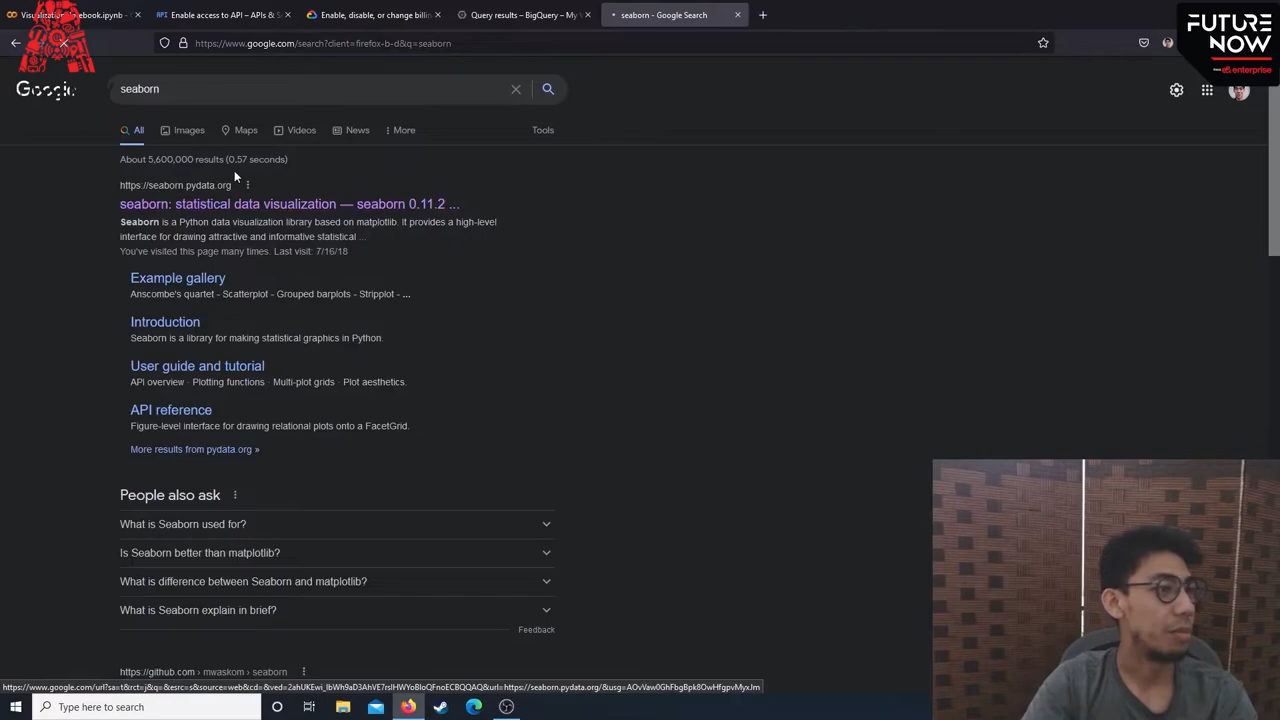 Visualization Notebook.ipynb - C
Enable access to API – APIs & Se
Enable, disable, or change billin
Query results – BigQuery – My
seaborn - Google Search
https://www.google.com/search?client=firefox-b-d&q=seaborn
FUTURE
NOW
e& enterprise
Google
seaborn
All
Images
Maps
Videos
News
More
Tools
About 5,600,000 results (0.57 seconds)
https://seaborn.pydata.org
seaborn: statistical data visualization — seaborn 0.11.2 ...
Seaborn is a Python data visualization library based on matplotlib. It provides a high-level
interface for drawing attractive and informative statistical ...
You've visited this page many times. Last visit: 7/16/18
Example gallery
Anscombe's quartet - Scatterplot - Grouped barplots - Stripplot - ...
Introduction
Seaborn is a library for making statistical graphics in Python.
User guide and tutorial
API overview · Plotting functions · Multi-plot grids · Plot aesthetics.
API reference
Figure-level interface for drawing relational plots onto a FacetGrid.
More results from pydata.org »
People also ask
What is Seaborn used for?
Is Seaborn better than matplotlib?
What is difference between Seaborn and matplotlib?
What is Seaborn explain in brief?
Feedback
https://github.com › mwaskom › seaborn
Type here to search